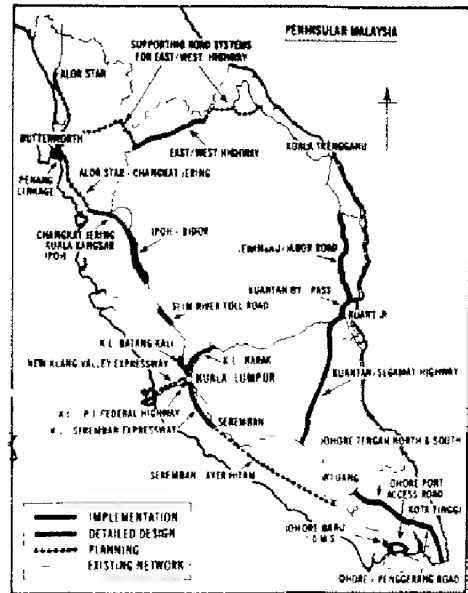 PENINSULAR MALAYSIA
SUPPORTING ROAD SYSTEMS
FOR EAST/WEST HIGHWAY
ALOR STAR
BUTTERWORTH
EAST/WEST HIGHWAY
KUALA TRENGGANU
PENANG
LINKAGE
ALOR STAR - CHANGKAT JERING
CHANGKAT JERING
KUALA KANGSAR
IPOH
IPOH - BIDOR
JABOR ROAD
KUANTAN BY PASS
SLIM RIVER TOLL ROAD
K.L. BATANG KALI
K.L. KARAK
NEW KLANG VALLEY EXPRESSWAY
KUALA LUMPUR
KUANTAN/SEGAMAT HIGHWAY
K.L. P.J. FEDERAL HIGHWAY
SEREMBAN
SEREMBAN EXPRESSWAY
JOHORE TENGAH NORTH & SOUTH
SEREMBAN AYER HITAM
JOHORE PORT
ACCESS ROAD
KOTA TINGGI
JOHORE BARU
IMPLEMENTATION
DETAILED DESIGN
PLANNING
EXISTING NETWORK
JOHORE - PENGGERANG ROAD